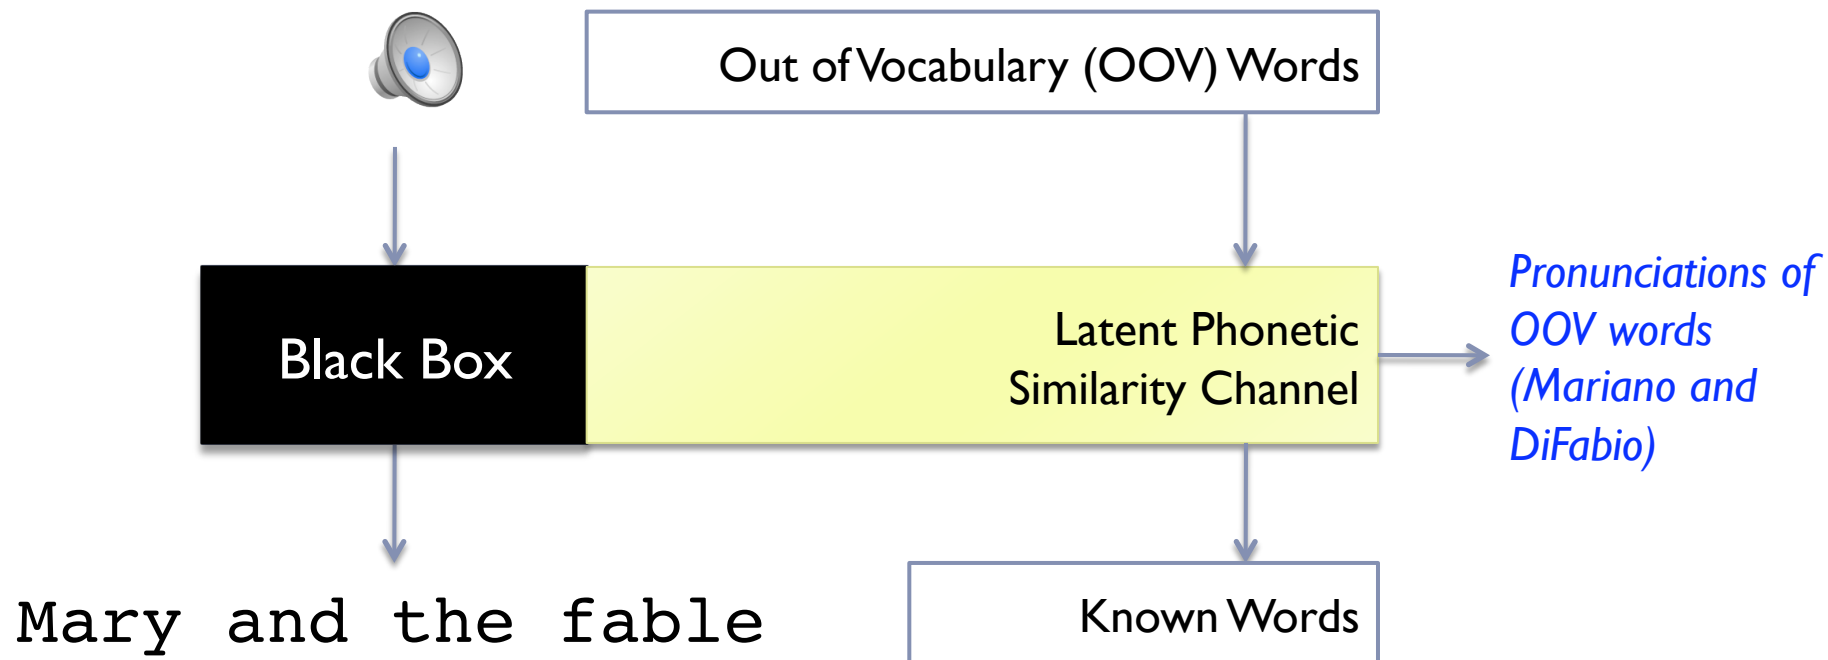 Out of Vocabulary (OOV) Words
Black Box
Latent Phonetic
Similarity Channel
Pronunciations of
OOV words
(Mariano and
DiFabio)
Mary and the fable
Known Words